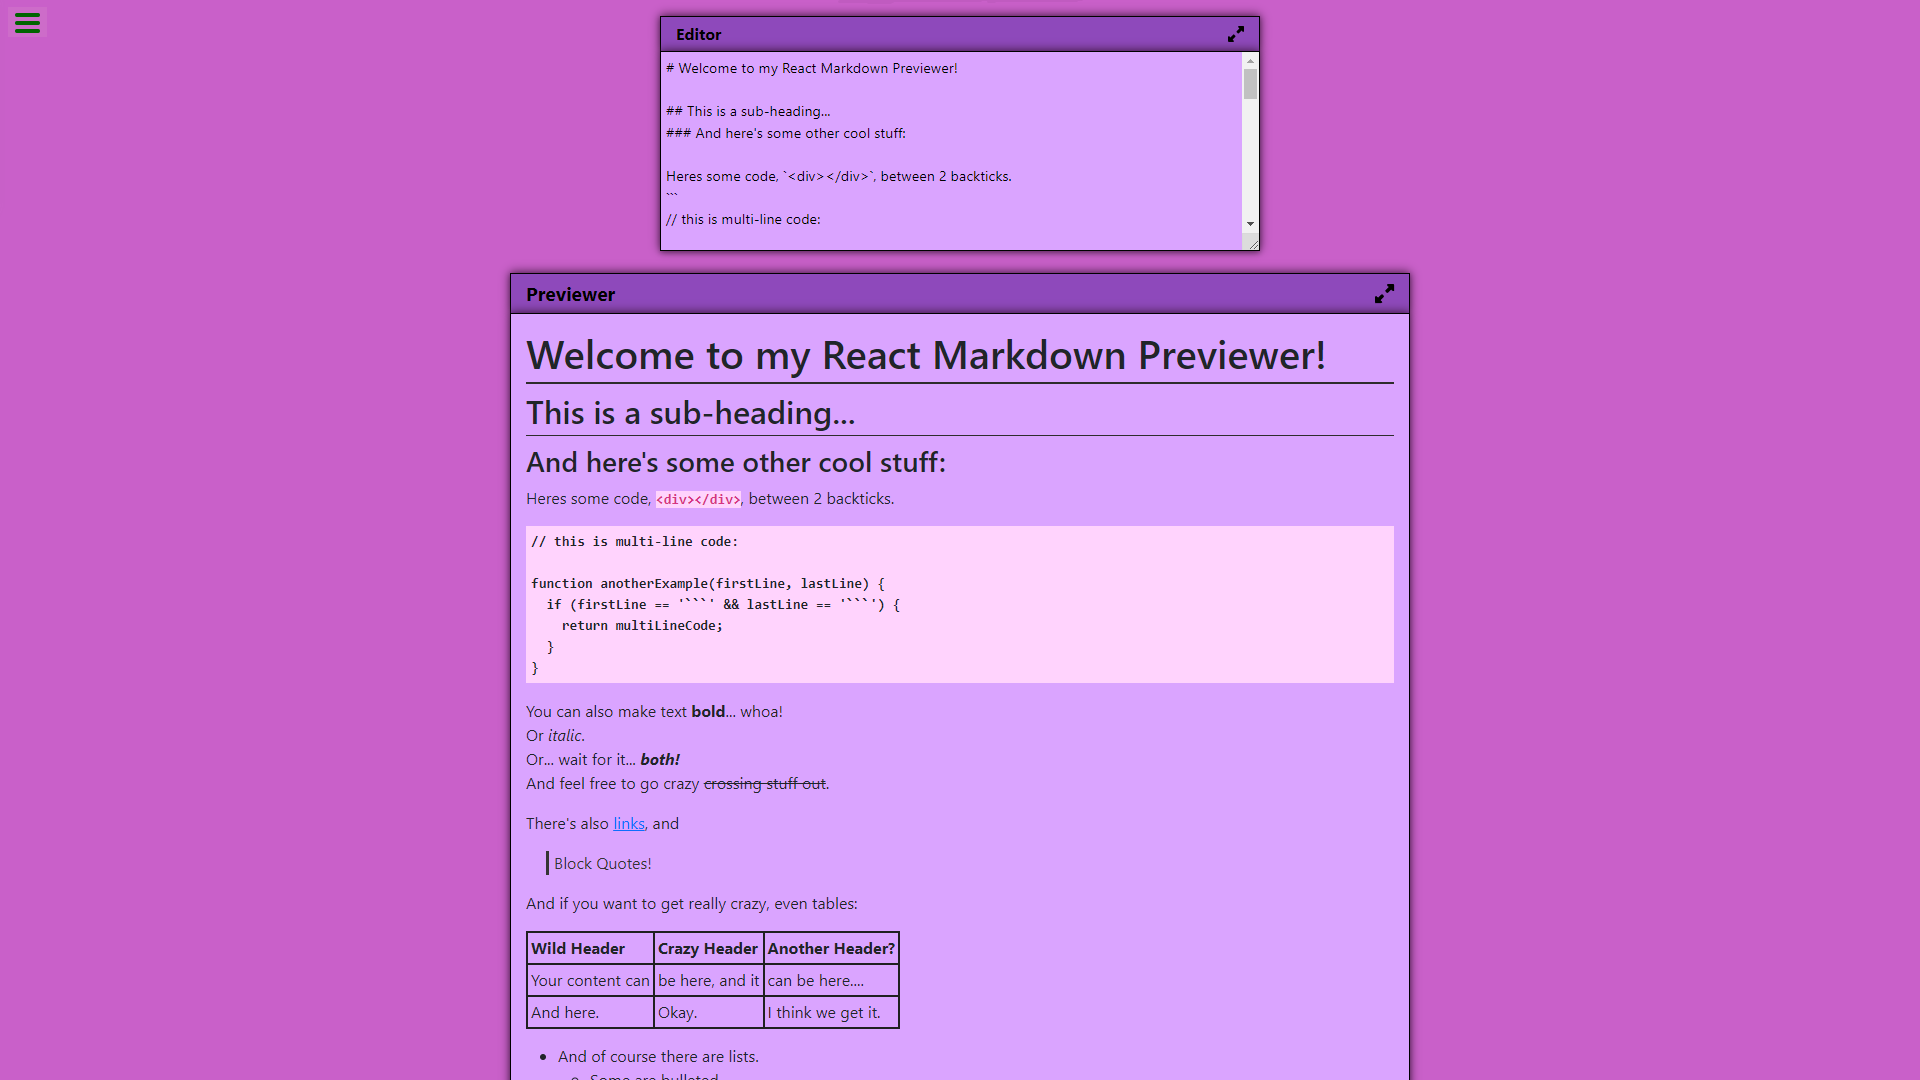 Editor
# Welcome to my React Markdown Previewer!
## This is a sub-heading...
### And here's some other cool stuff:
Heres some code, `<div></div>`, between 2 backticks.
```
// this is multi-line code:
Previewer
Welcome to my React Markdown Previewer!
This is a sub-heading...
And here's some other cool stuff:
Heres some code, <div></div>, between 2 backticks.
// this is multi-line code:
function anotherExample(firstLine, lastLine) {
  if (firstLine == '```' && lastLine == '```') {
    return multiLineCode;
  }
}
You can also make text bold... whoa!
Or italic.
Or... wait for it... both!
And feel free to go crazy crossing stuff out.
There's also links, and
Block Quotes!
And if you want to get really crazy, even tables:
Wild Header Crazy Header Another Header?
Your content can be here, and it can be here....
And here. Okay. I think we get it.
And of course there are lists.
Some are bulleted.